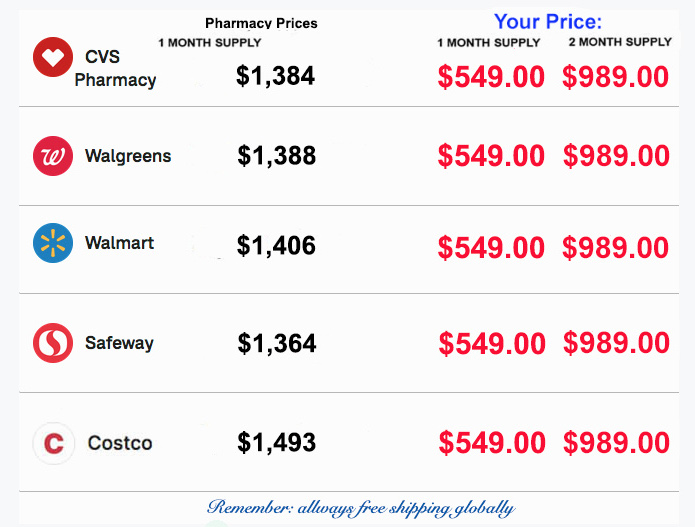 Pharmacy Prices Your Price:
1 MONTH SUPPLY 1 MONTH SUPPLY 2 MONTH SUPPLY
CVS
Pharmacy $1,384 $549.00 $989.00
Walgreens $1,388 $549.00 $989.00
Walmart $1,406 $549.00 $989.00
Safeway $1,364 $549.00 $989.00
C Costco $1,493 $549.00 $989.00
Remember: allways free shipping globally